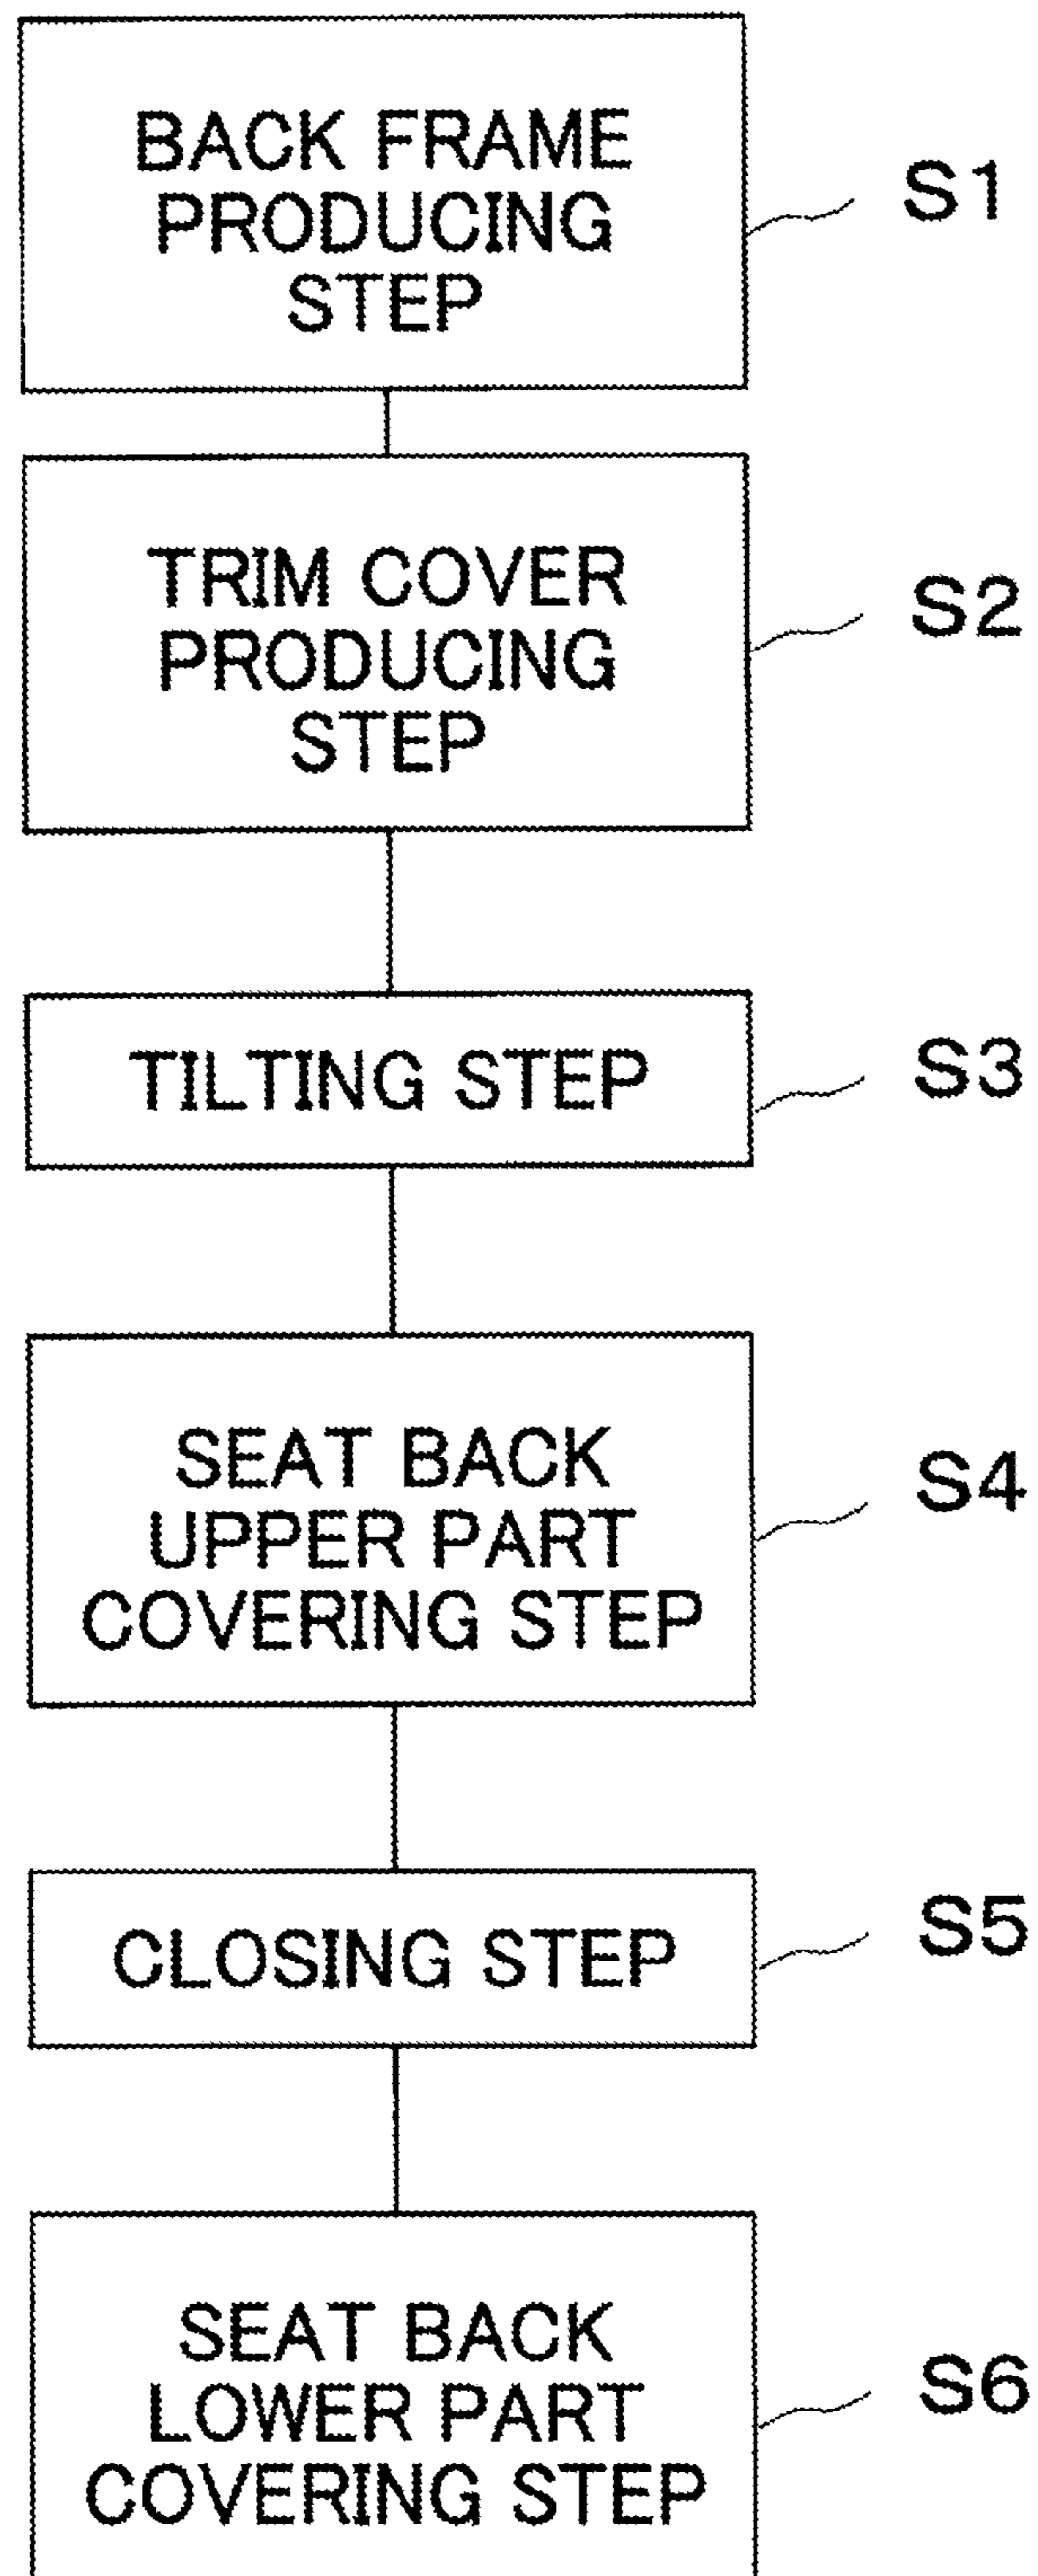 BACK FRAME
PRODUCING
STEP
S1
TRIM COVER
PRODUCING
STEP
S2
TILTING STEP
S3
SEAT BACK
UPPER PART
COVERING STEP
S4
CLOSING STEP
S5
SEAT BACK
LOWER PART
COVERING STEP
S6